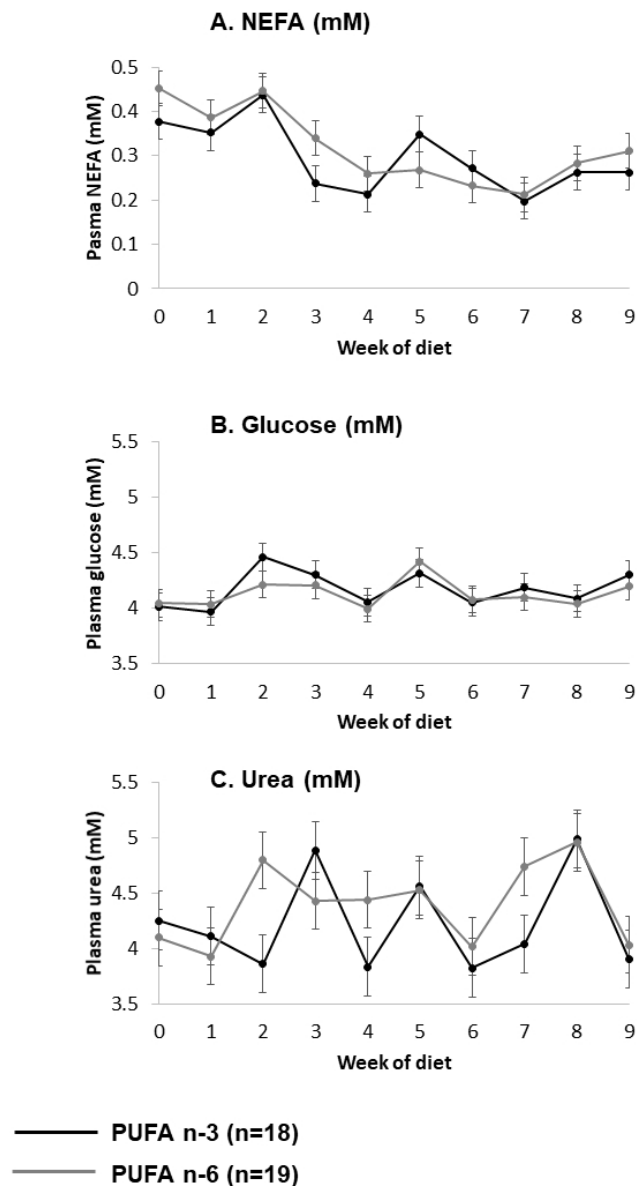 A. NEFA (mM)
0.5
0.4
0.3
0.2
0.1
0
Pasma NEFA (mM)
0 1 2 3 4 5 6 7 8 9
Week of diet
B. Glucose (mM)
5.5
5
4.5
4
3.5
Plasma glucose (mM)
0 1 2 3 4 5 6 7 8 9
Week of diet
C. Urea (mM)
5.5
5
4.5
4
3.5
Plasma urea (mM)
0 1 2 3 4 5 6 7 8 9
Week of diet
PUFA n-3 (n=18)
PUFA n-6 (n=19)